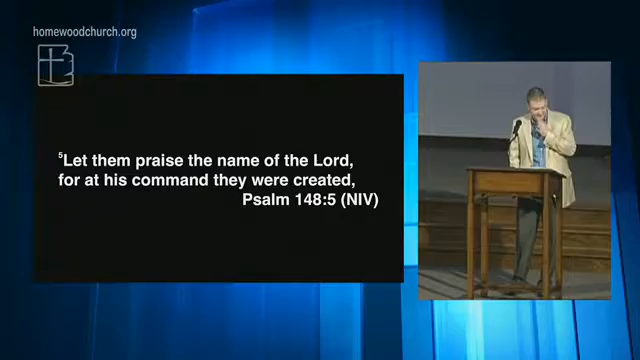 homewoodchurch.org
⁵Let them praise the name of the Lord,
for at his command they were created,
Psalm 148:5 (NIV)